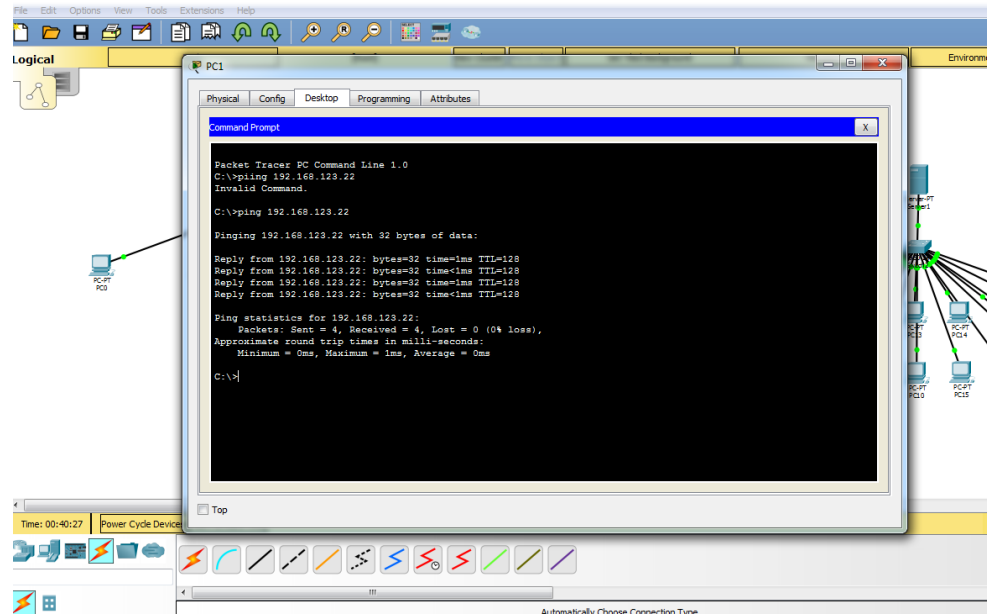 File Edit Options View Tools Extensions Help
Logical
Environme
PC1
Physical Config Desktop Programming Attributes
Command Prompt
X
Packet Tracer PC Command Line 1.0
C:\>piing 192.168.123.22
Invalid Command.
C:\>ping 192.168.123.22
Pinging 192.168.123.22 with 32 bytes of data:
Reply from 192.168.123.22: bytes=32 time=1ms TTL=128
Reply from 192.168.123.22: bytes=32 time<1ms TTL=128
Reply from 192.168.123.22: bytes=32 time=1ms TTL=128
Reply from 192.168.123.22: bytes=32 time<1ms TTL=128
Ping statistics for 192.168.123.22:
Packets: Sent = 4, Received = 4, Lost = 0 (0% loss),
Approximate round trip times in milli-seconds:
Minimum = 0ms, Maximum = 1ms, Average = 0ms
C:\>
PC-PT
PC0
PC-PT
PC14
PC-PT
PC10
PC-PT
PC15
Top
Time: 00:40:27 Power Cycle Device
Automatically Choose Connection Type